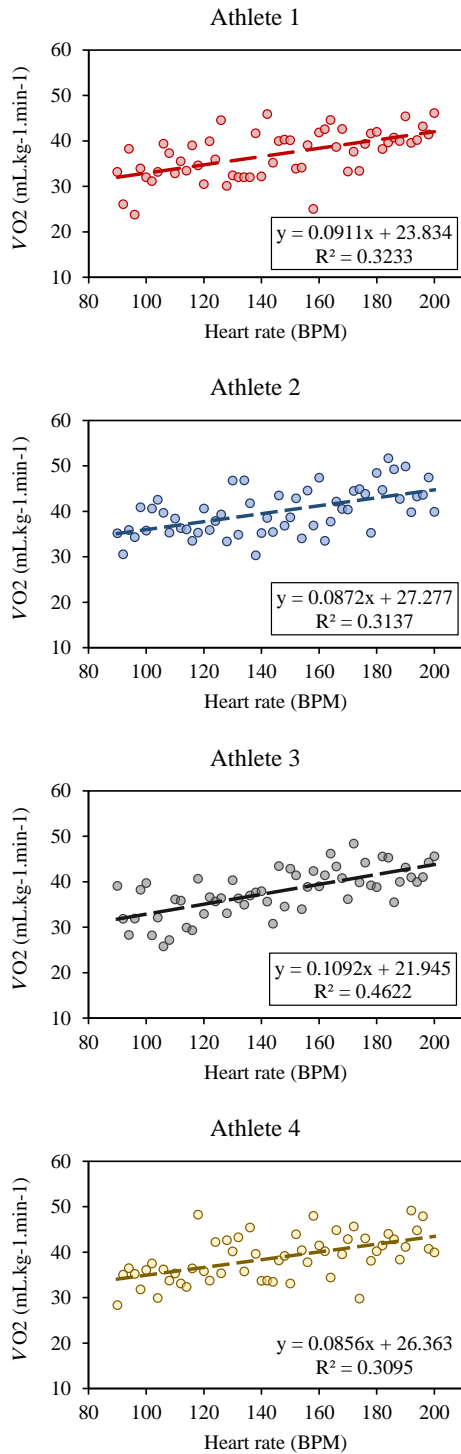 Athlete 1
VO2 (mL.kg-1.min-1)
60
50
40
30
20
10
y = 0.0911x + 23.834
R² = 0.3233
80 100 120 140 160 180 200
Heart rate (BPM)
Athlete 2
VO2 (mL.kg-1.min-1)
60
50
40
30
20
10
y = 0.0872x + 27.277
R² = 0.3137
80 100 120 140 160 180 200
Heart rate (BPM)
Athlete 3
VO2 (mL.kg-1.min-1)
60
50
40
30
20
10
y = 0.1092x + 21.945
R² = 0.4622
80 100 120 140 160 180 200
Heart rate (BPM)
Athlete 4
VO2 (mL.kg-1.min-1)
60
50
40
30
20
10
y = 0.0856x + 26.363
R² = 0.3095
80 100 120 140 160 180 200
Heart rate (BPM)